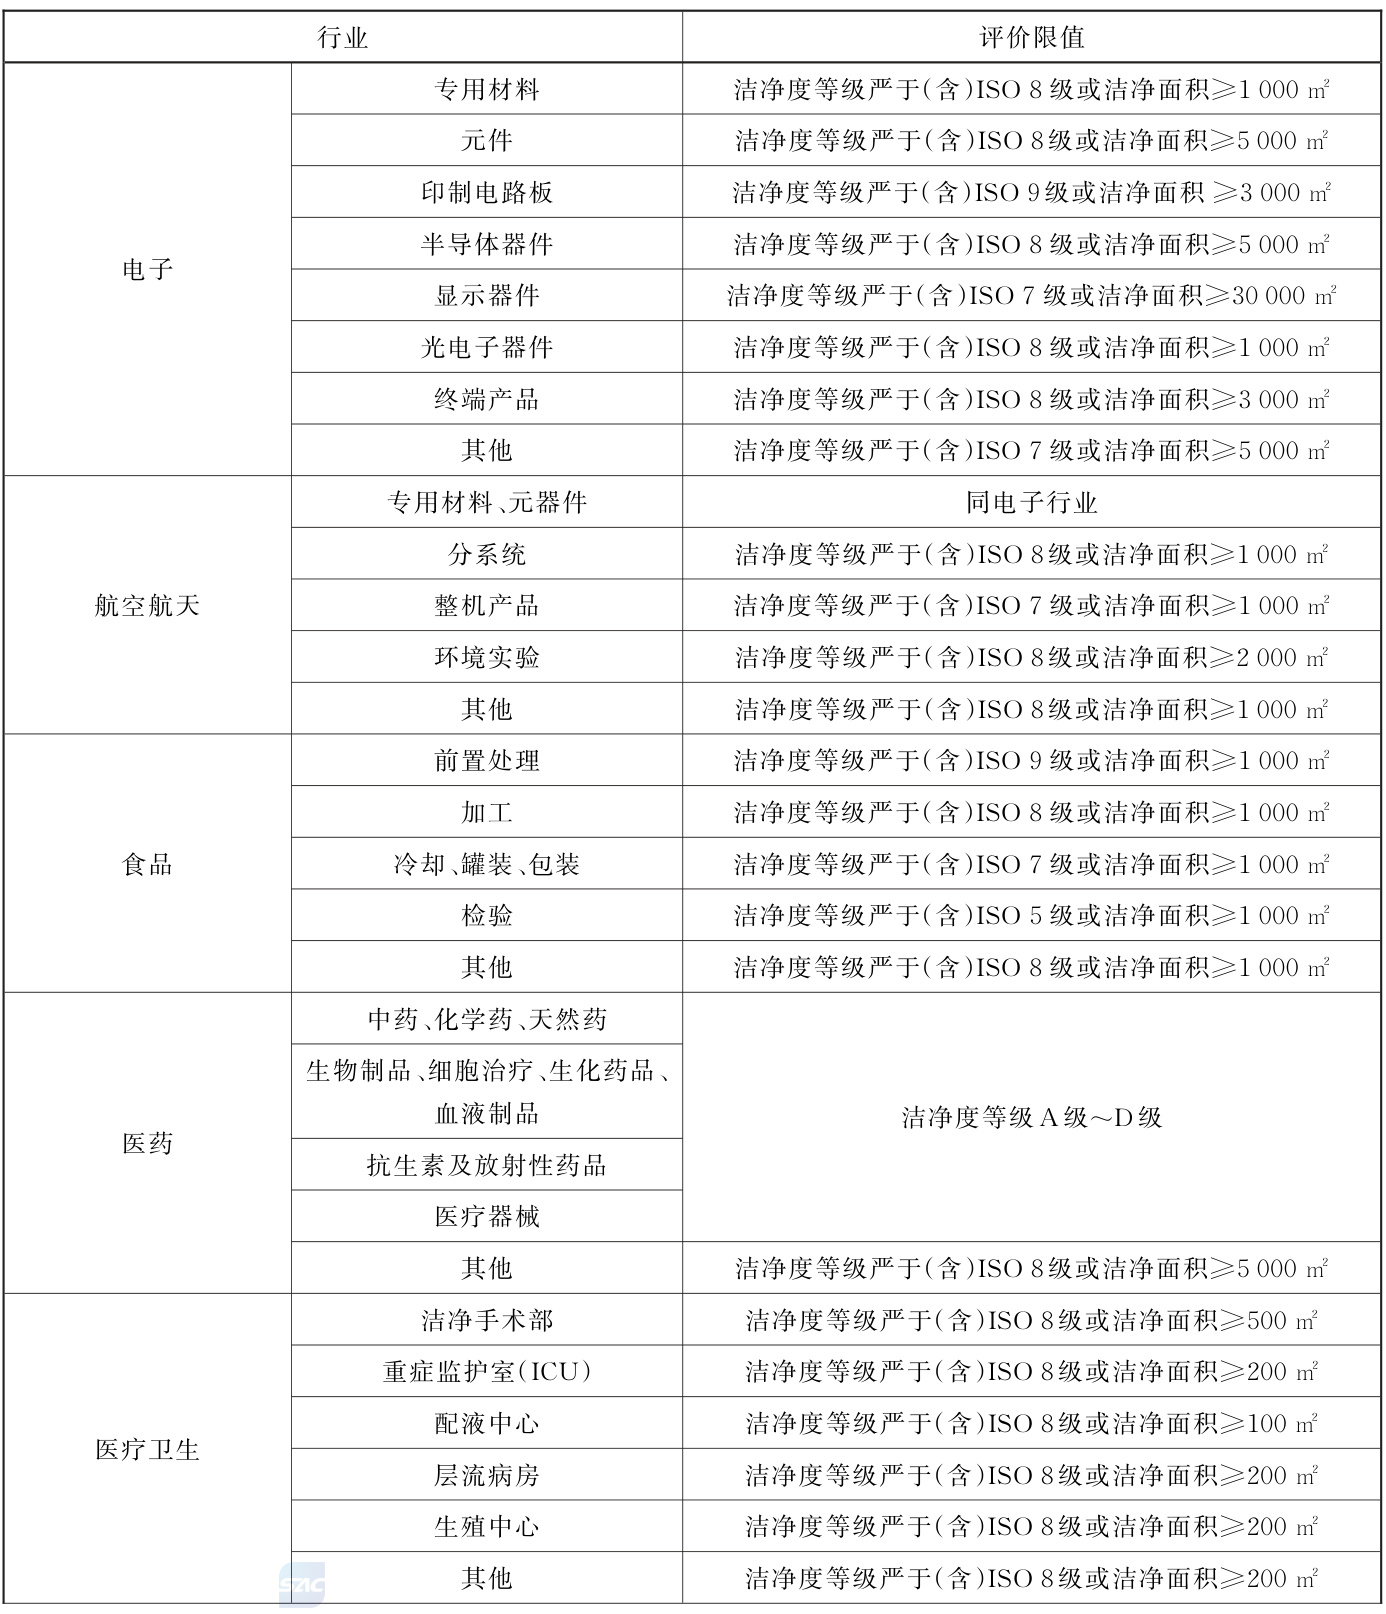 行业 评价限值
电子
专用材料 洁净度等级严于(含)ISO 8 级或洁净面积≥1 000 ㎡
元件 洁净度等级严于(含)ISO 8级或洁净面积≥5 000 ㎡
印制电路板 洁净度等级严于(含)ISO 9级或洁净面积 ≥3 000 ㎡
半导体器件 洁净度等级严于(含)ISO 8 级或洁净面积≥5 000 ㎡
显示器件 洁净度等级严于(含)ISO 7 级或洁净面积≥30 000 ㎡
光电子器件 洁净度等级严于(含)ISO 8 级或洁净面积≥1 000 ㎡
终端产品 洁净度等级严于(含)ISO 8 级或洁净面积≥3 000 ㎡
其他 洁净度等级严于(含)ISO 7 级或洁净面积≥5 000 ㎡
航空航天
专用材料、元器件 同电子行业
分系统 洁净度等级严于(含)ISO 8级或洁净面积≥1 000 ㎡
整机产品 洁净度等级严于(含)ISO 7 级或洁净面积≥1 000 ㎡
环境实验 洁净度等级严于(含)ISO 8级或洁净面积≥2 000 ㎡
其他 洁净度等级严于(含)ISO 8级或洁净面积≥1 000 ㎡
食品
前置处理 洁净度等级严于(含)ISO 9 级或洁净面积≥1 000 ㎡
加工 洁净度等级严于(含)ISO 8 级或洁净面积≥1 000 ㎡
冷却、罐装、包装 洁净度等级严于(含)ISO 7 级或洁净面积≥1 000 ㎡
检验 洁净度等级严于(含)ISO 5 级或洁净面积≥1 000 ㎡
其他 洁净度等级严于(含)ISO 8 级或洁净面积≥1 000 ㎡
医药
中药、化学药、天然药
生物制品、细胞治疗、生化药品、
血液制品
抗生素及放射性药品
医疗器械
洁净度等级 A 级～D 级
其他 洁净度等级严于(含)ISO 8级或洁净面积≥5 000 ㎡
医疗卫生
洁净手术部 洁净度等级严于(含)ISO 8级或洁净面积≥500 ㎡
重症监护室(ICU) 洁净度等级严于(含)ISO 8级或洁净面积≥200 ㎡
配液中心 洁净度等级严于(含)ISO 8级或洁净面积≥100 ㎡
层流病房 洁净度等级严于(含)ISO 8级或洁净面积≥200 ㎡
生殖中心 洁净度等级严于(含)ISO 8级或洁净面积≥200 ㎡
其他 洁净度等级严于(含)ISO 8级或洁净面积≥200 ㎡
SAC